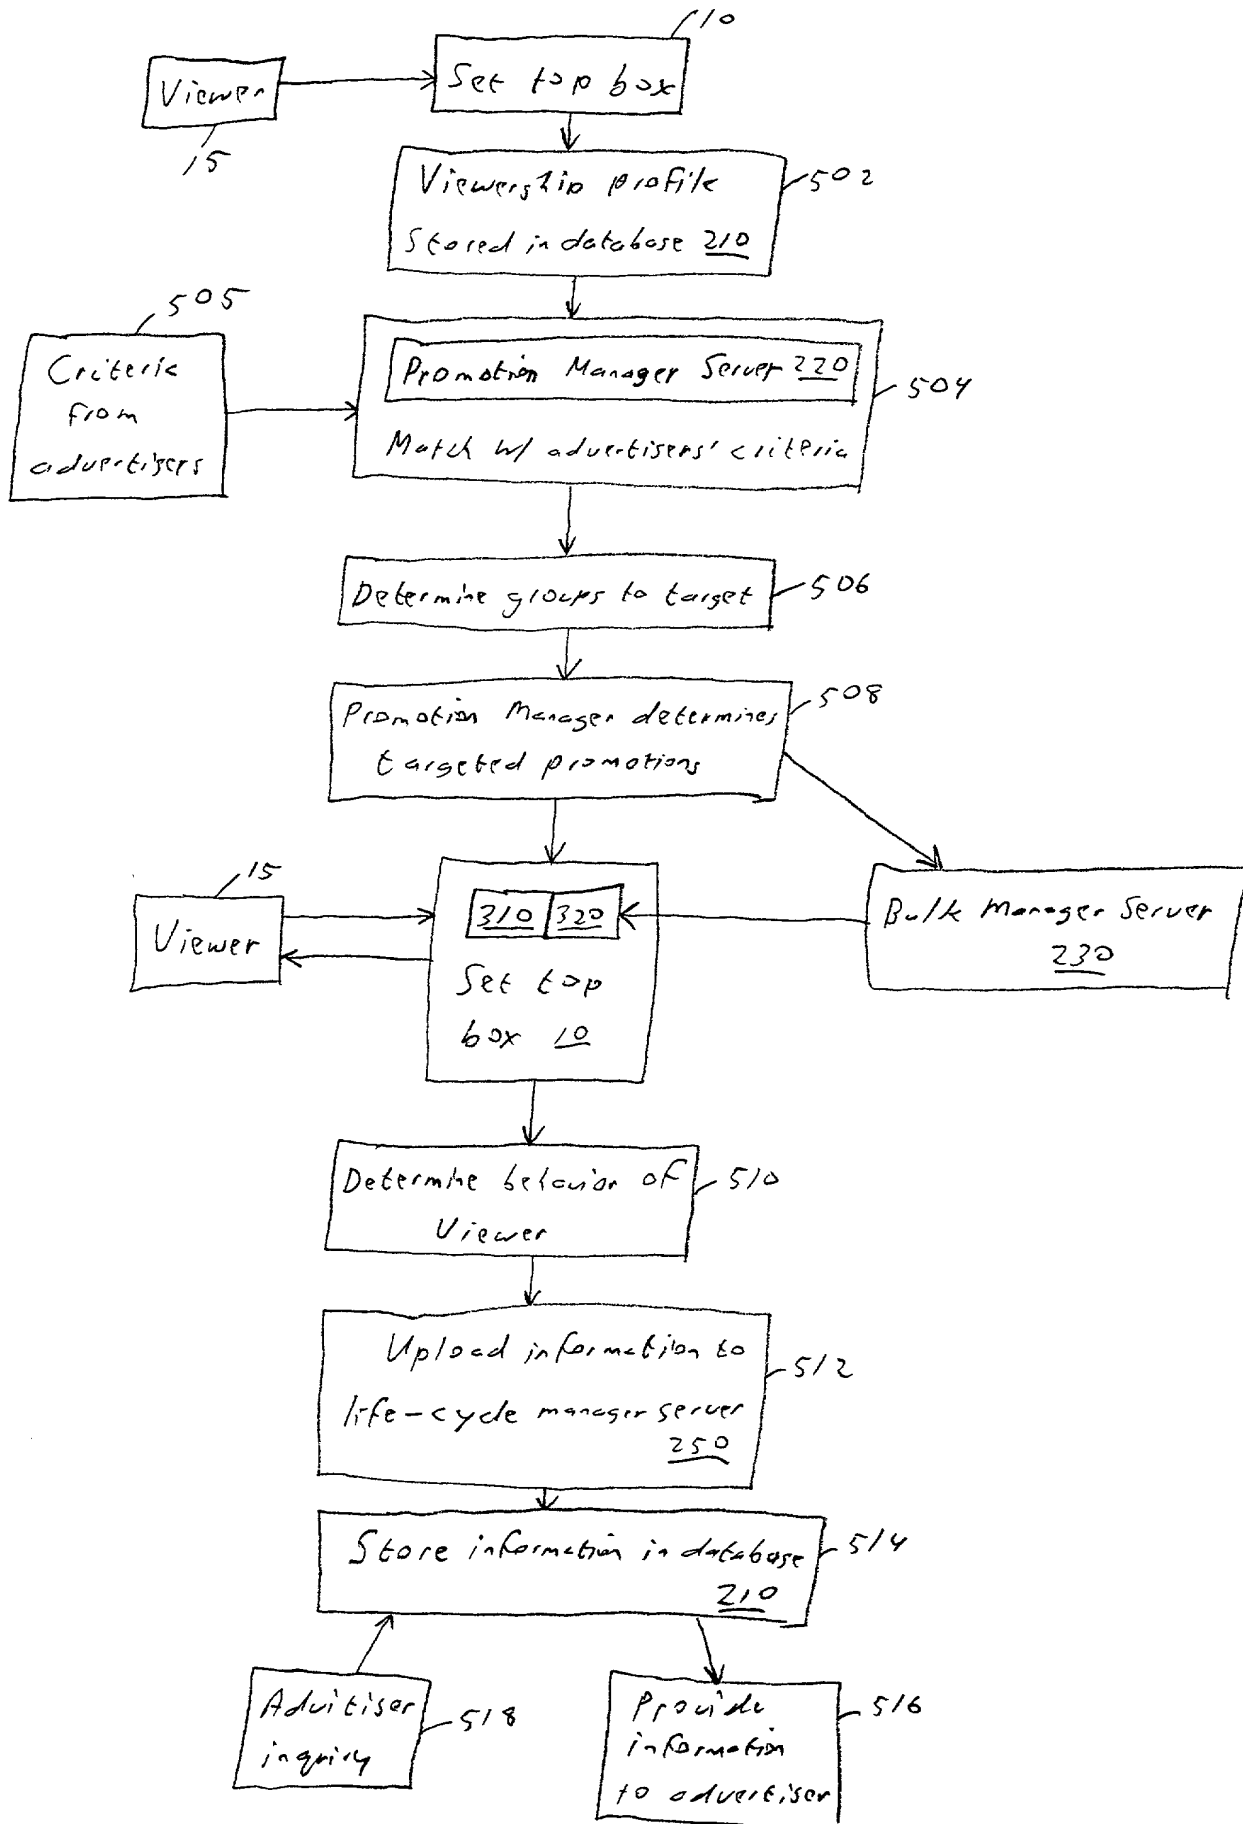 10
Viewer
Set top box
15
Viewership profile
Stored in database 210
502
505
Criteria
from
advertisers
Promotion Manager Server 220
Match w/ advertisers' criteria
504
Determine groups to target
506
Promotion Manager determines
targeted promotions
508
15
Viewer
310 320
Set top
box 10
Bulk Manager Server
230
Determine behavior of
Viewer
510
Upload information to
life-cycle manager server
250
512
Store information in database
210
514
Advitiser
inquiry
518
Provide
information
to advertiser
516